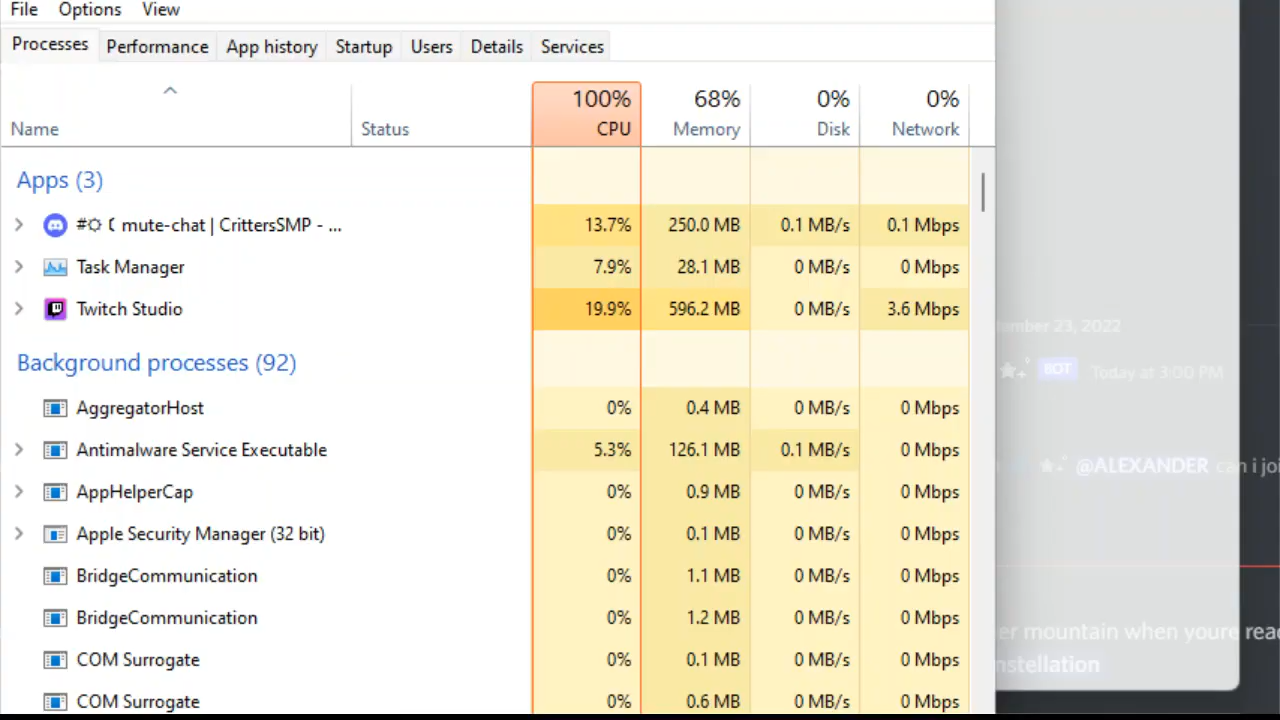 File Options View
Processes Performance App history Startup Users Details Services
100% 68% 0% 0%
Name Status CPU Memory Disk Network
Apps (3)
#☼ ☾ mute-chat | CrittersSMP - ... 13.7% 250.0 MB 0.1 MB/s 0.1 Mbps
Task Manager 7.9% 28.1 MB 0 MB/s 0 Mbps
Twitch Studio 19.9% 596.2 MB 0 MB/s 3.6 Mbps
Background processes (92)
AggregatorHost 0% 0.4 MB 0 MB/s 0 Mbps
Antimalware Service Executable 5.3% 126.1 MB 0.1 MB/s 0 Mbps
AppHelperCap 0% 0.9 MB 0 MB/s 0 Mbps
Apple Security Manager (32 bit) 0% 0.1 MB 0 MB/s 0 Mbps
BridgeCommunication 0% 1.1 MB 0 MB/s 0 Mbps
BridgeCommunication 0% 1.2 MB 0 MB/s 0 Mbps
COM Surrogate 0% 0.1 MB 0 MB/s 0 Mbps
COM Surrogate 0% 0.6 MB 0 MB/s 0 Mbps
23, 2022
BOT Today at 3:00 PM
@ALEXANDER can i
mountain when youre